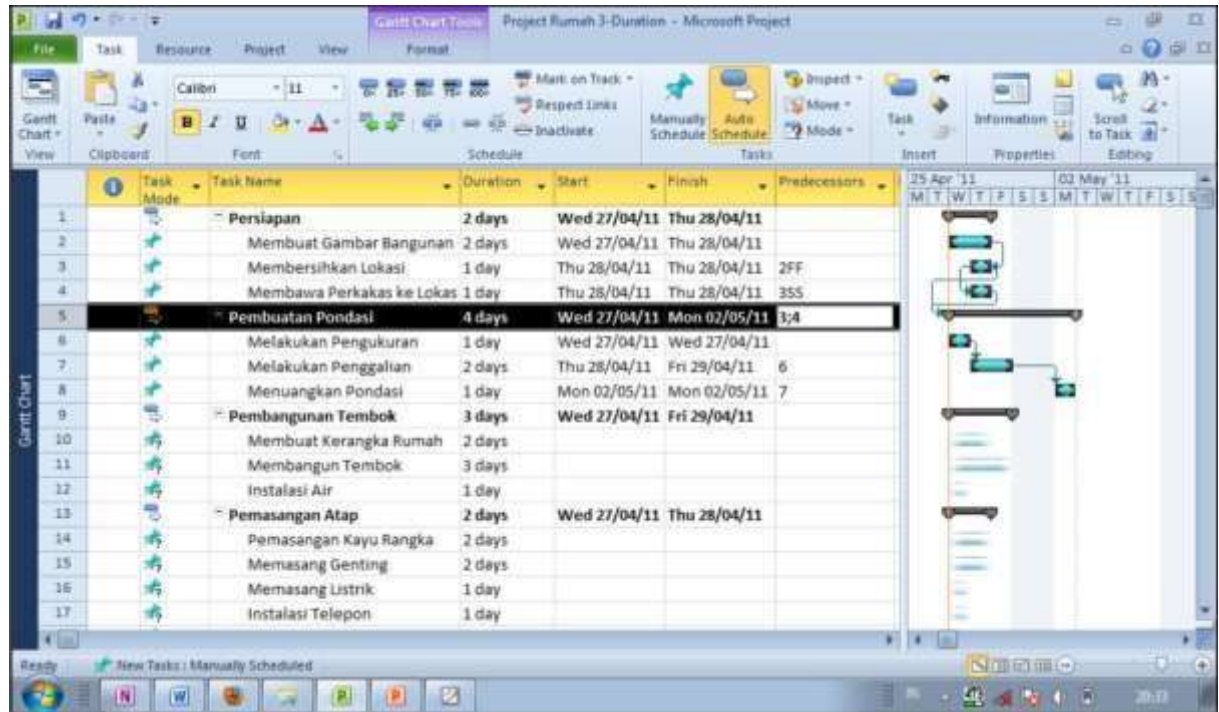 Gantt Chart Tools Project Rumah 3-Duration - Microsoft Project
File Task Resource Project View Format
Gantt Chart
Paste
Calibri 11
B I U A
Mark on Track
Respect Links
Inactivate
Manually Schedule
Auto Schedule
Inspect
Move
Mode
Task
Information
Scroll to Task
View Clipboard Font Schedule Tasks Insert Properties Editing
Task Mode Task Name Duration Start Finish Predecessors 25 Apr '11 02 May '11
M T W T F S S M T W T F S S
1 Persiapan 2 days Wed 27/04/11 Thu 28/04/11
2 Membuat Gambar Bangunan 2 days Wed 27/04/11 Thu 28/04/11
3 Membersihkan Lokasi 1 day Thu 28/04/11 Thu 28/04/11 2FF
4 Membawa Perkakas ke Lokas 1 day Thu 28/04/11 Thu 28/04/11 3SS
5 Pembuatan Pondasi 4 days Wed 27/04/11 Mon 02/05/11 3;4
6 Melakukan Pengukuran 1 day Wed 27/04/11 Wed 27/04/11
7 Melakukan Penggalian 2 days Thu 28/04/11 Fri 29/04/11 6
8 Menuangkan Pondasi 1 day Mon 02/05/11 Mon 02/05/11 7
9 Pembangunan Tembok 3 days Wed 27/04/11 Fri 29/04/11
10 Membuat Kerangka Rumah 2 days
11 Membangun Tembok 3 days
12 Instalasi Air 1 day
13 Pemasangan Atap 2 days Wed 27/04/11 Thu 28/04/11
14 Pemasangan Kayu Rangka 2 days
15 Memasang Genting 2 days
16 Memasang Listrik 1 day
17 Instalasi Telepon 1 day
Gantt Chart
Ready New Tasks : Manually Scheduled
20:33